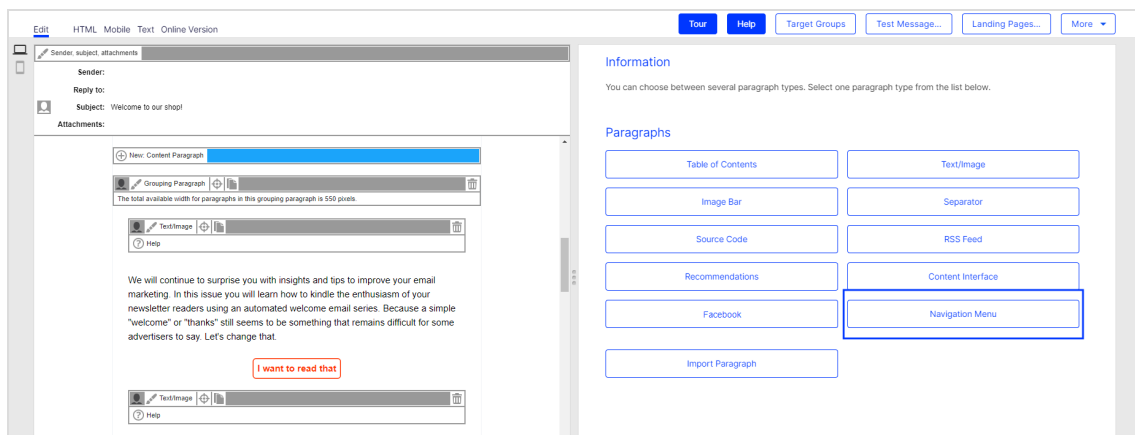 Edit HTML Mobile Text Online Version
Tour Help Target Groups Test Message... Landing Pages... More
Sender, subject, attachments
Sender:
Reply to:
Subject: Welcome to our shop!
Attachments:
New: Content Paragraph
Grouping Paragraph
The total available width for paragraphs in this grouping paragraph is 550 pixels.
Text/Image
? Help
We will continue to surprise you with insights and tips to improve your email
marketing. In this issue you will learn how to kindle the enthusiasm of your
newsletter readers using an automated welcome email series. Because a simple
"welcome" or "thanks" still seems to be something that remains difficult for some
advertisers to say. Let's change that.
I want to read that
Text/Image
? Help
Information
You can choose between several paragraph types. Select one paragraph type from the list below.
Paragraphs
Table of Contents Text/Image
Image Bar Separator
Source Code RSS Feed
Recommendations Content Interface
Facebook Navigation Menu
Import Paragraph